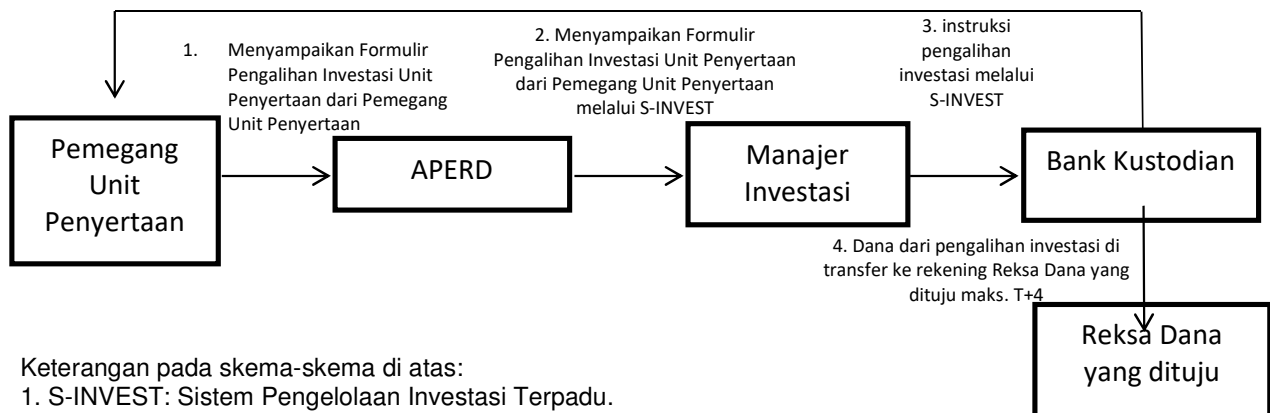 1. Menyampaikan Formulir
Pengalihan Investasi Unit
Penyertaan dari Pemegang
Unit Penyertaan
2. Menyampaikan Formulir
Pengalihan Investasi Unit Penyertaan
dari Pemegang Unit Penyertaan
melalui S-INVEST
3. instruksi
pengalihan
investasi melalui
S-INVEST
Pemegang
Unit
Penyertaan
APERD
Manajer
Investasi
Bank Kustodian
4. Dana dari pengalihan investasi di
transfer ke rekening Reksa Dana yang
dituju maks. T+4
Reksa Dana
yang dituju
Keterangan pada skema-skema di atas:
1. S-INVEST: Sistem Pengelolaan Investasi Terpadu.